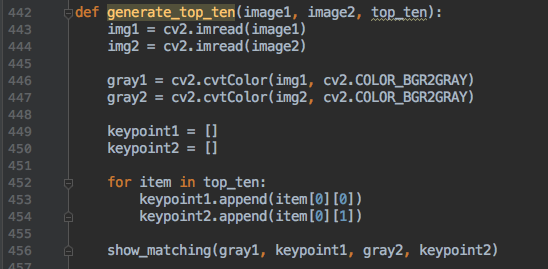 442 def generate_top_ten(image1, image2, top_ten):
443 img1 = cv2.imread(image1)
444 img2 = cv2.imread(image2)
445
446 gray1 = cv2.cvtColor(img1, cv2.COLOR_BGR2GRAY)
447 gray2 = cv2.cvtColor(img2, cv2.COLOR_BGR2GRAY)
448
449 keypoint1 = []
450 keypoint2 = []
451
452 for item in top_ten:
453 keypoint1.append(item[0][0])
454 keypoint2.append(item[0][1])
455
456 show_matching(gray1, keypoint1, gray2, keypoint2)
457